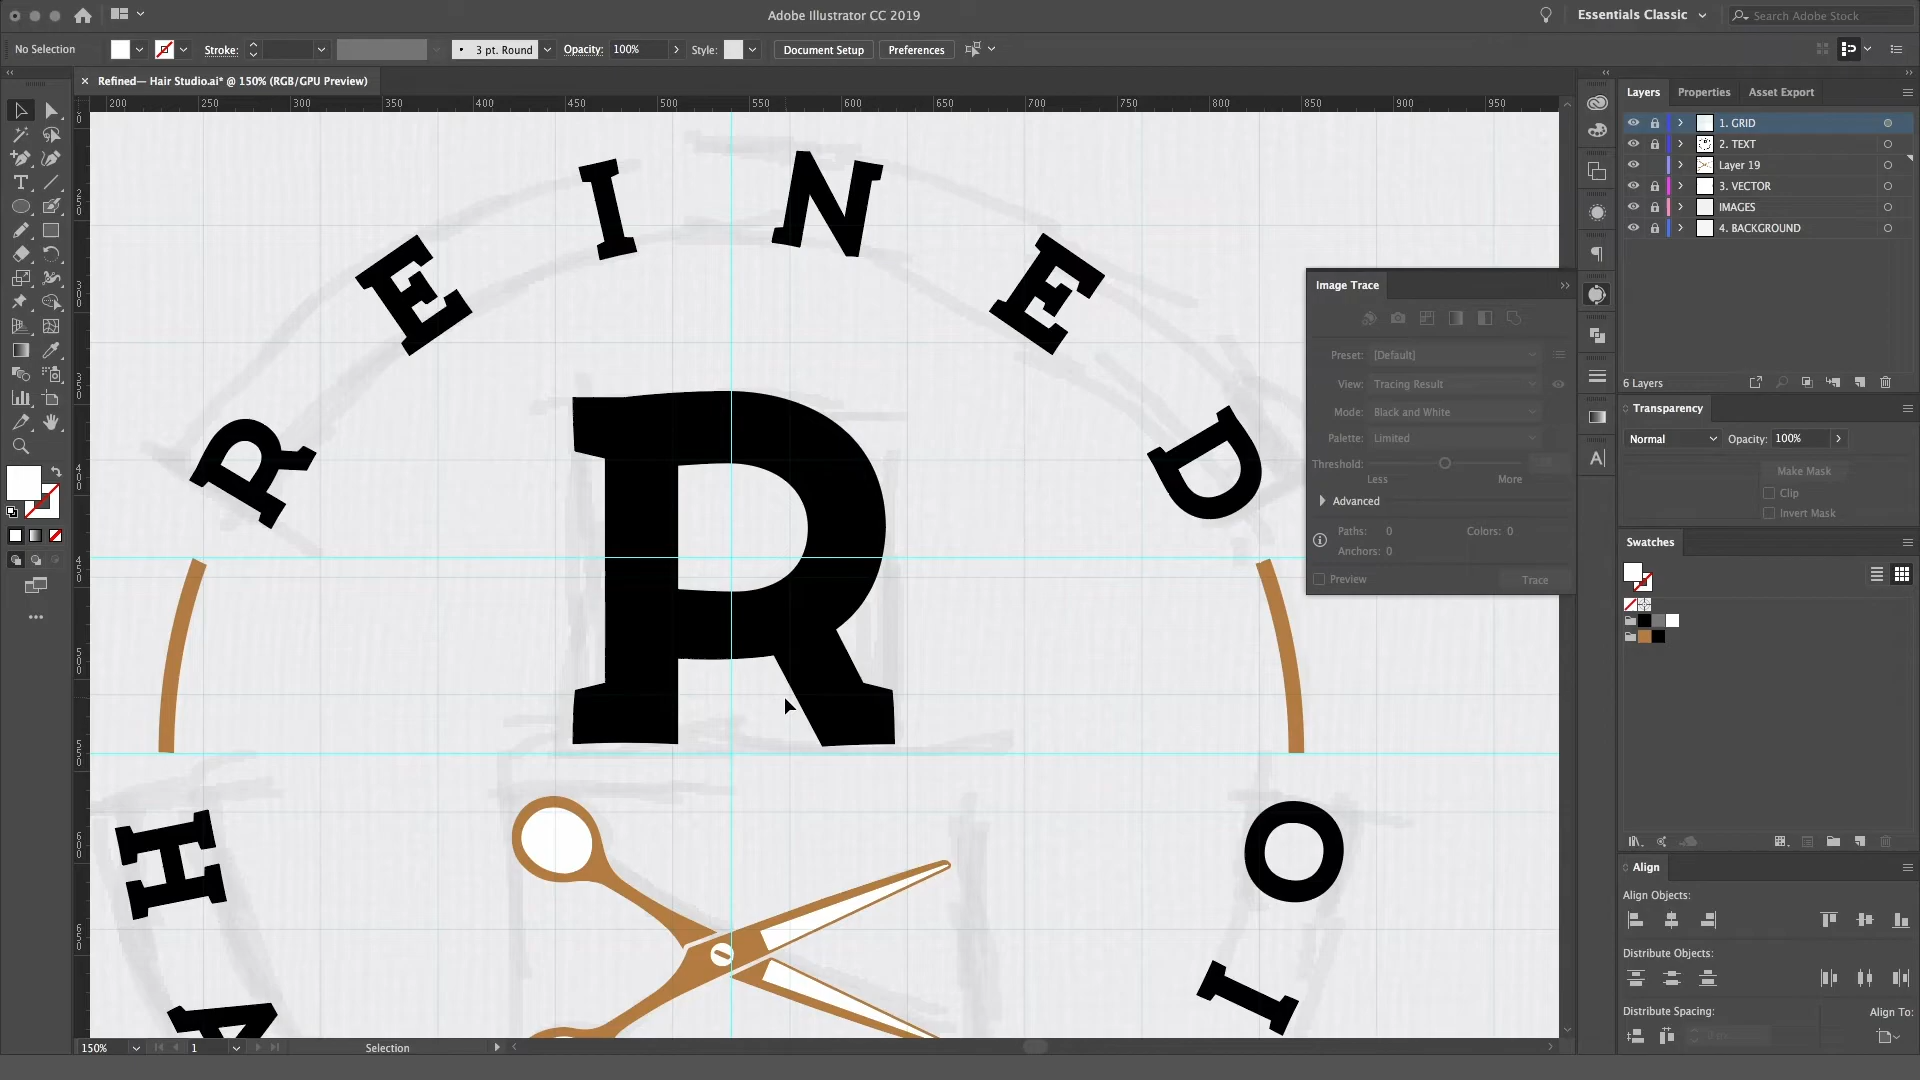 Adobe Illustrator CC 2019
Essentials Classic
Search Adobe Stock
No Selection
Stroke:
3 pt. Round
Opacity: 100%
Style:
Document Setup
Preferences
× Refined— Hair Studio.ai* @ 150% (RGB/GPU Preview)
200 250 300 350 400 450 500 550 600 650 700 750 800 850 900 950
R E I N E D
R
H
A
O
I
Layers Properties Asset Export
1. GRID
2. TEXT
Layer 19
3. VECTOR
IMAGES
4. BACKGROUND
6 Layers
Image Trace
Preset: [Default]
View: Tracing Result
Mode: Black and White
Palette: Limited
Threshold:
Less More
Advanced
Paths: 0 Colors: 0
Anchors: 0
Preview Trace
Transparency
Normal Opacity: 100%
Make Mask
Clip
Invert Mask
Swatches
Align
Align Objects:
Distribute Objects:
Distribute Spacing: Align To:
150% 1 Selection